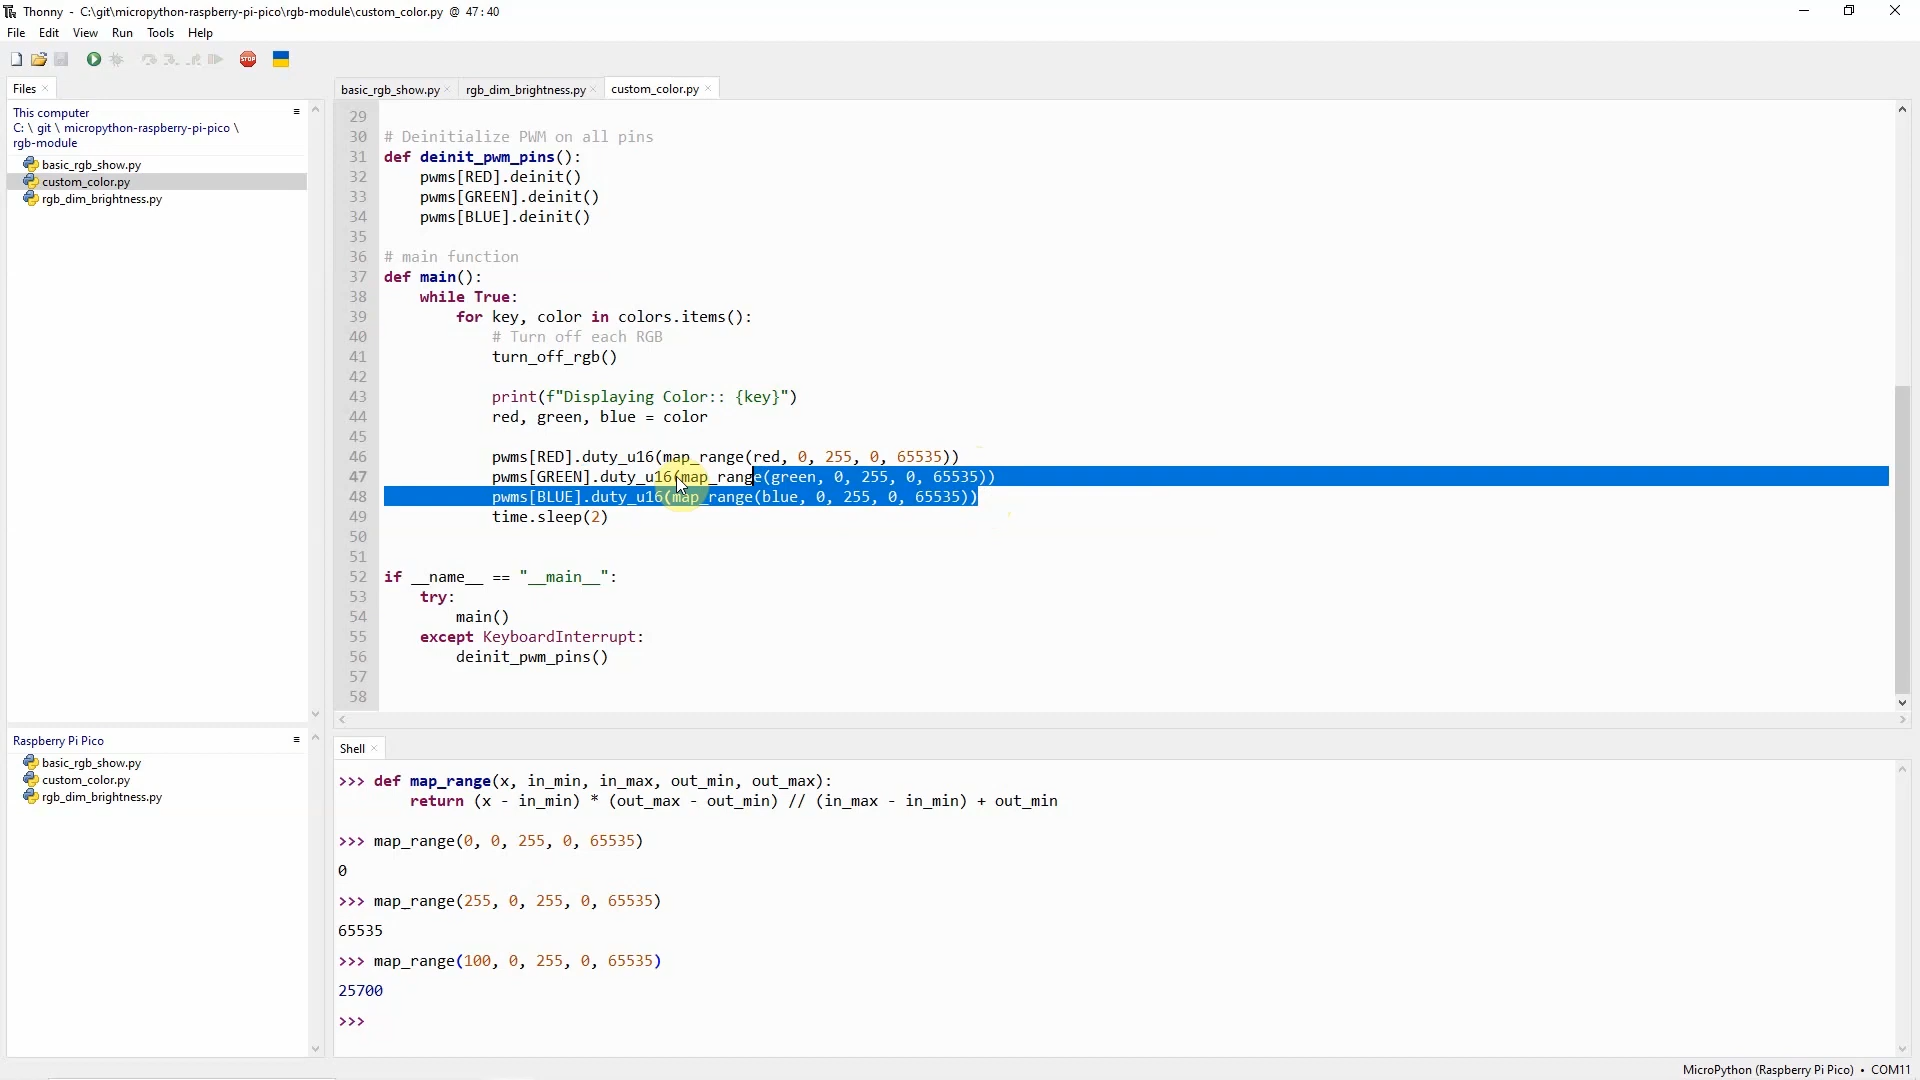 Thonny - C:\git\micropython-raspberry-pi-pico\rgb-module\custom_color.py @ 47:40
File Edit View Run Tools Help
STOP
Files
This computer
C: \ git \ micropython-raspberry-pi-pico \
rgb-module
basic_rgb_show.py
custom_color.py
rgb_dim_brightness.py
Raspberry Pi Pico
basic_rgb_show.py
custom_color.py
rgb_dim_brightness.py
basic_rgb_show.py rgb_dim_brightness.py custom_color.py
29
30 # Deinitialize PWM on all pins
31 def deinit_pwm_pins():
32     pwms[RED].deinit()
33     pwms[GREEN].deinit()
34     pwms[BLUE].deinit()
35
36 # main function
37 def main():
38     while True:
39         for key, color in colors.items():
40             # Turn off each RGB
41             turn_off_rgb()
42
43             print(f"Displaying Color:: {key}")
44             red, green, blue = color
45
46             pwms[RED].duty_u16(map_range(red, 0, 255, 0, 65535))
47             pwms[GREEN].duty_u16(map_range(green, 0, 255, 0, 65535))
48             pwms[BLUE].duty_u16(map_range(blue, 0, 255, 0, 65535))
49             time.sleep(2)
50
51
52 if __name__ == "__main__":
53     try:
54         main()
55     except KeyboardInterrupt:
56         deinit_pwm_pins()
57
58
Shell
>>> def map_range(x, in_min, in_max, out_min, out_max):
        return (x - in_min) * (out_max - out_min) // (in_max - in_min) + out_min
>>> map_range(0, 0, 255, 0, 65535)
0
>>> map_range(255, 0, 255, 0, 65535)
65535
>>> map_range(100, 0, 255, 0, 65535)
25700
>>>
MicroPython (Raspberry Pi Pico) • COM11